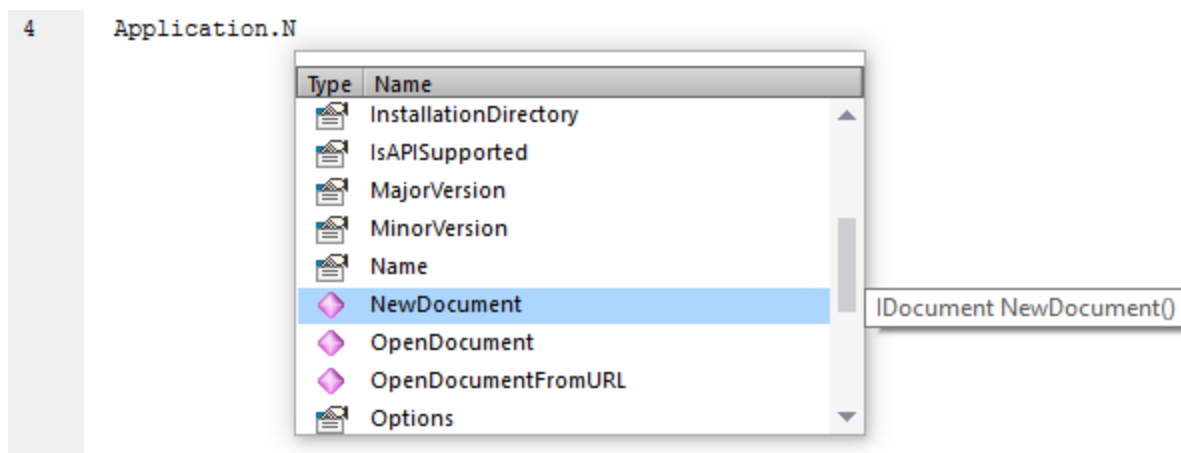 4 Application.N
Type Name
InstallationDirectory
IsAPISupported
MajorVersion
MinorVersion
Name
NewDocument
IDocument NewDocument()
OpenDocument
OpenDocumentFromURL
Options